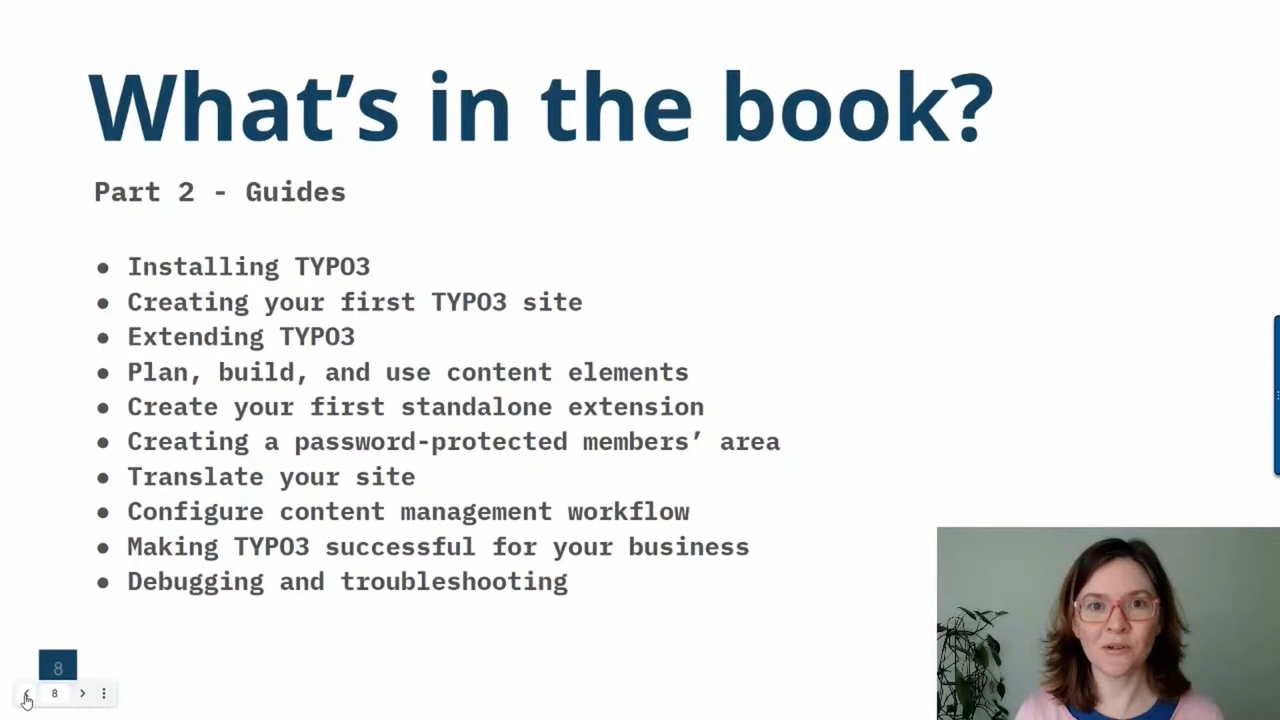 What’s in the book?
Part 2 - Guides
● Installing TYPO3
● Creating your first TYPO3 site
● Extending TYPO3
● Plan, build, and use content elements
● Create your first standalone extension
● Creating a password-protected members’ area
● Translate your site
● Configure content management workflow
● Making TYPO3 successful for your business
● Debugging and troubleshooting
8
8